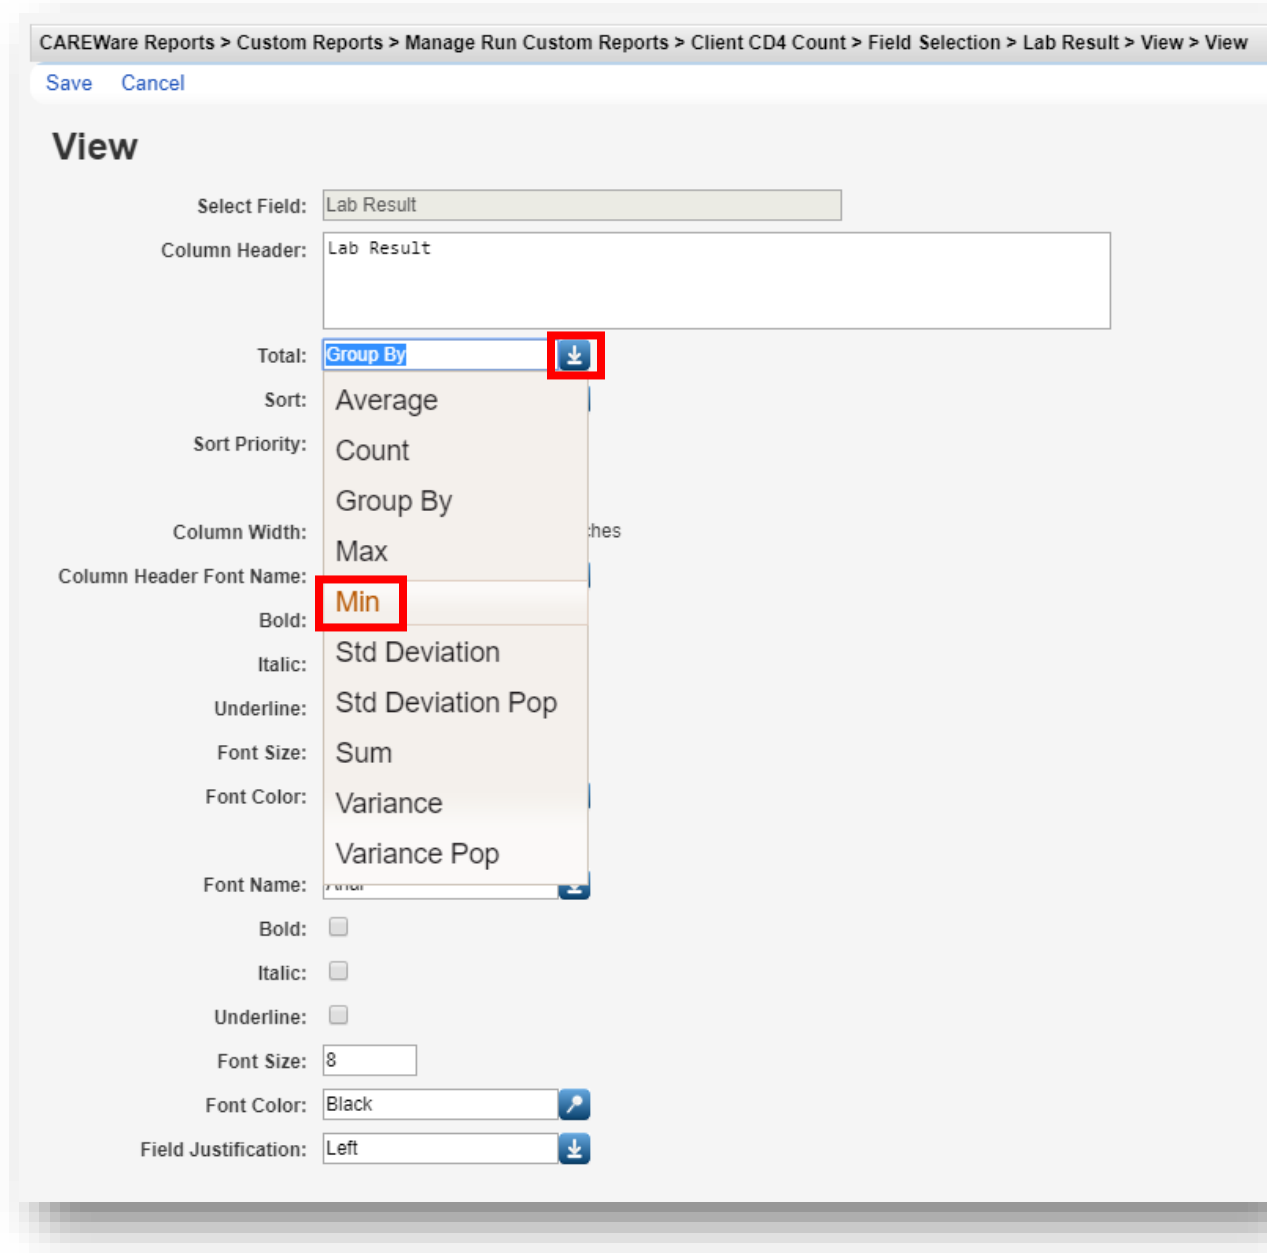 CAREWare Reports > Custom Reports > Manage Run Custom Reports > Client CD4 Count > Field Selection > Lab Result > View > View
Save Cancel
View
Select Field: Lab Result
Column Header: Lab Result
Total: Group By
Sort: Average
Sort Priority: Count
Group By
Column Width: ches
Max
Column Header Font Name:
Min
Bold:
Italic: Std Deviation
Underline: Std Deviation Pop
Font Size: Sum
Font Color: Variance
Variance Pop
Font Name:
Bold:
Italic:
Underline:
Font Size: 8
Font Color: Black
Field Justification: Left